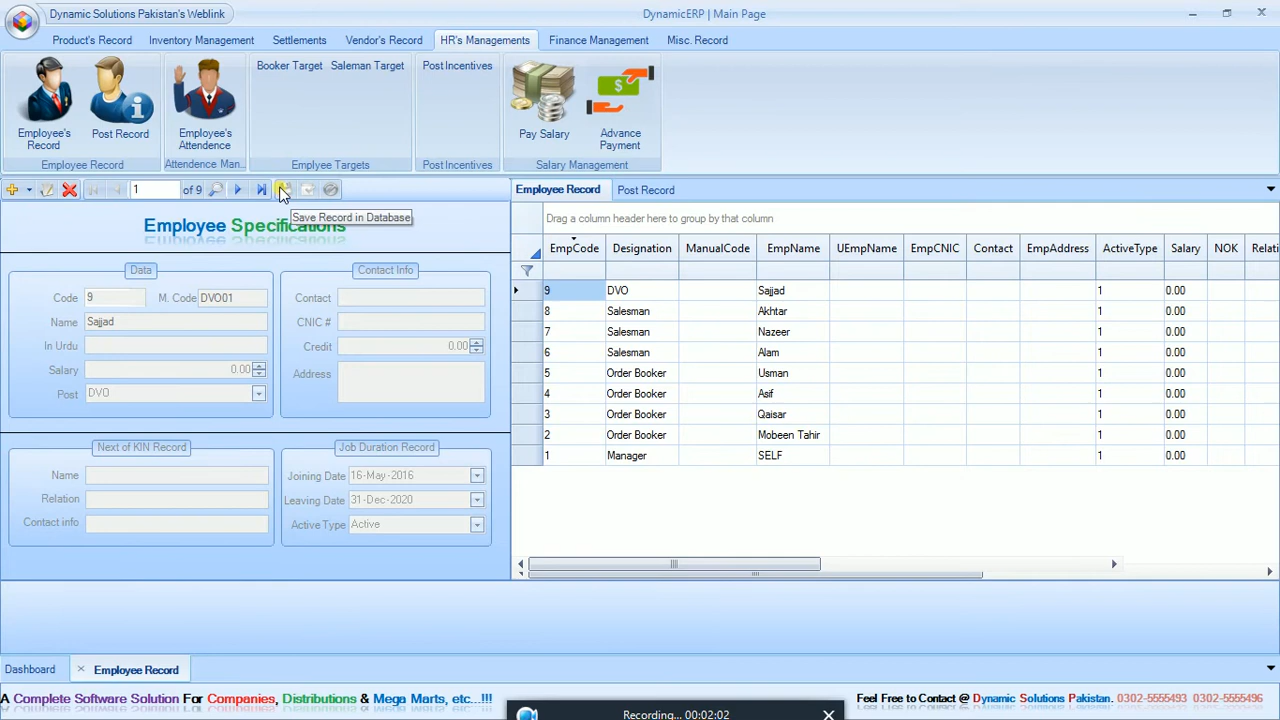 Dynamic Solutions Pakistan's Weblink
DynamicERP | Main Page
Product's Record Inventory Management Settlements Vendor's Record HR's Managements Finance Management Misc. Record
Booker Target Saleman Target Post Incentives
Employee's Record
Post Record
Employee's Attendence
Pay Salary
Advance Payment
Employee Record Attendence Man... Emplyee Targets Post Incentives Salary Management
1 of 9
Save Record in Database
Employee Specifications
Data
Code 9 M. Code DVO01
Name Sajjad
In Urdu
Salary 0.00
Post DVO
Contact Info
Contact
CNIC #
Credit 0.00
Address
Next of KIN Record
Name
Relation
Contact info
Job Duration Record
Joining Date 16-May-2016
Leaving Date 31-Dec-2020
Active Type Active
Employee Record Post Record
Drag a column header here to group by that column
EmpCode Designation ManualCode EmpName UEmpName EmpCNIC Contact EmpAddress ActiveType Salary NOK Relati
9 DVO Sajjad 1 0.00
8 Salesman Akhtar 1 0.00
7 Salesman Nazeer 1 0.00
6 Salesman Alam 1 0.00
5 Order Booker Usman 1 0.00
4 Order Booker Asif 1 0.00
3 Order Booker Qaisar 1 0.00
2 Order Booker Mobeen Tahir 1 0.00
1 Manager SELF 1 0.00
Dashboard Employee Record
A Complete Software Solution For Companies, Distributions & Mega Marts, etc...!!!
Feel Free to Contact @ Dynamic Solutions Pakistan. 0302-5555493 0302-5555496
Recording... 00:02:02